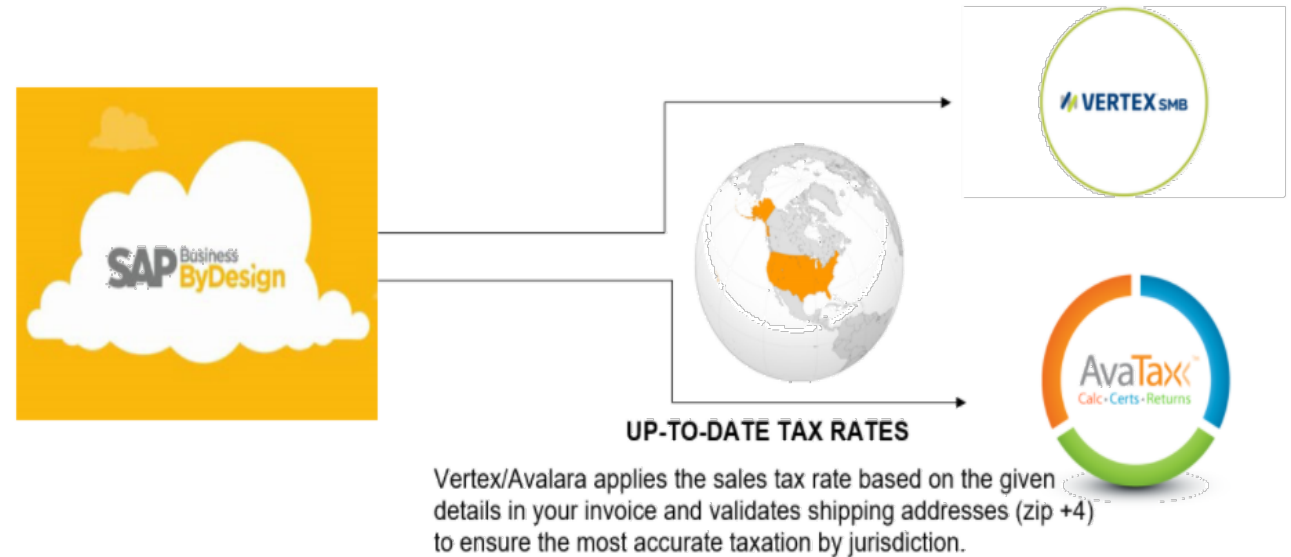 SAP Business
ByDesign
VERTEX SMB
AvaTax™
Calc • Certs • Returns
UP-TO-DATE TAX RATES
Vertex/Avalara applies the sales tax rate based on the given
details in your invoice and validates shipping addresses (zip +4)
to ensure the most accurate taxation by jurisdiction.